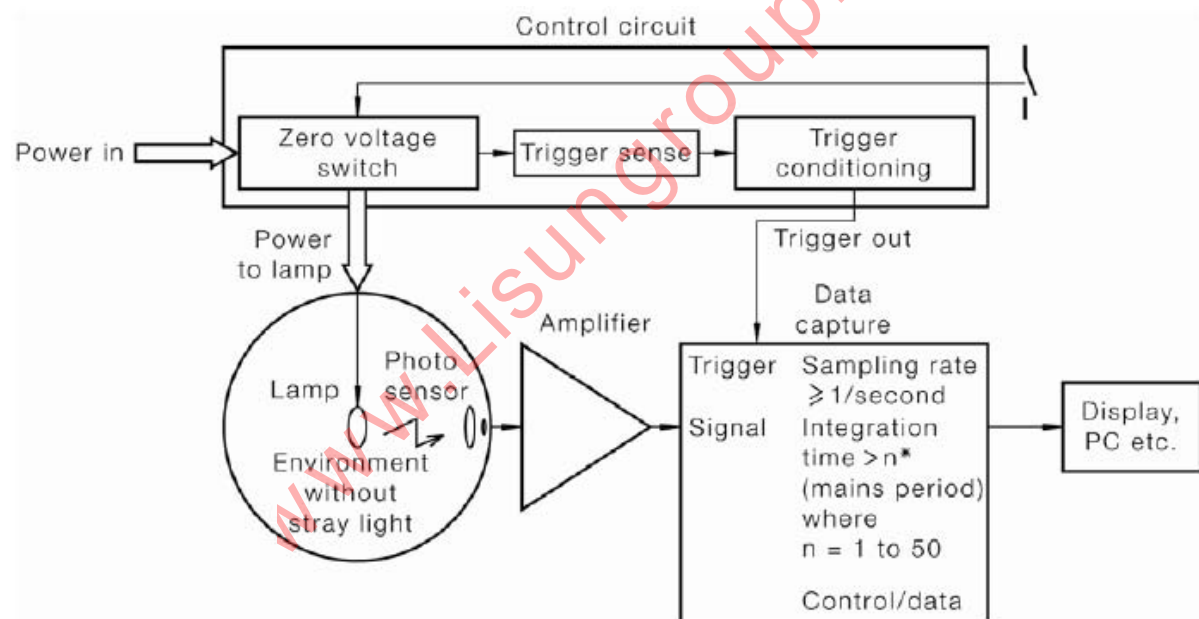 Control circuit
Power in
Zero voltage
switch
Trigger sense
Trigger
conditioning
Power
to lamp
Trigger out
Data
capture
Amplifier
Lamp
Photo
sensor
Environment
without
stray light
Trigger
Signal
Sampling rate
≥1/second
Integration
time >n*
(mains period)
where
n = 1 to 50
Control/data
Display,
PC etc.
www.Lisungroup.